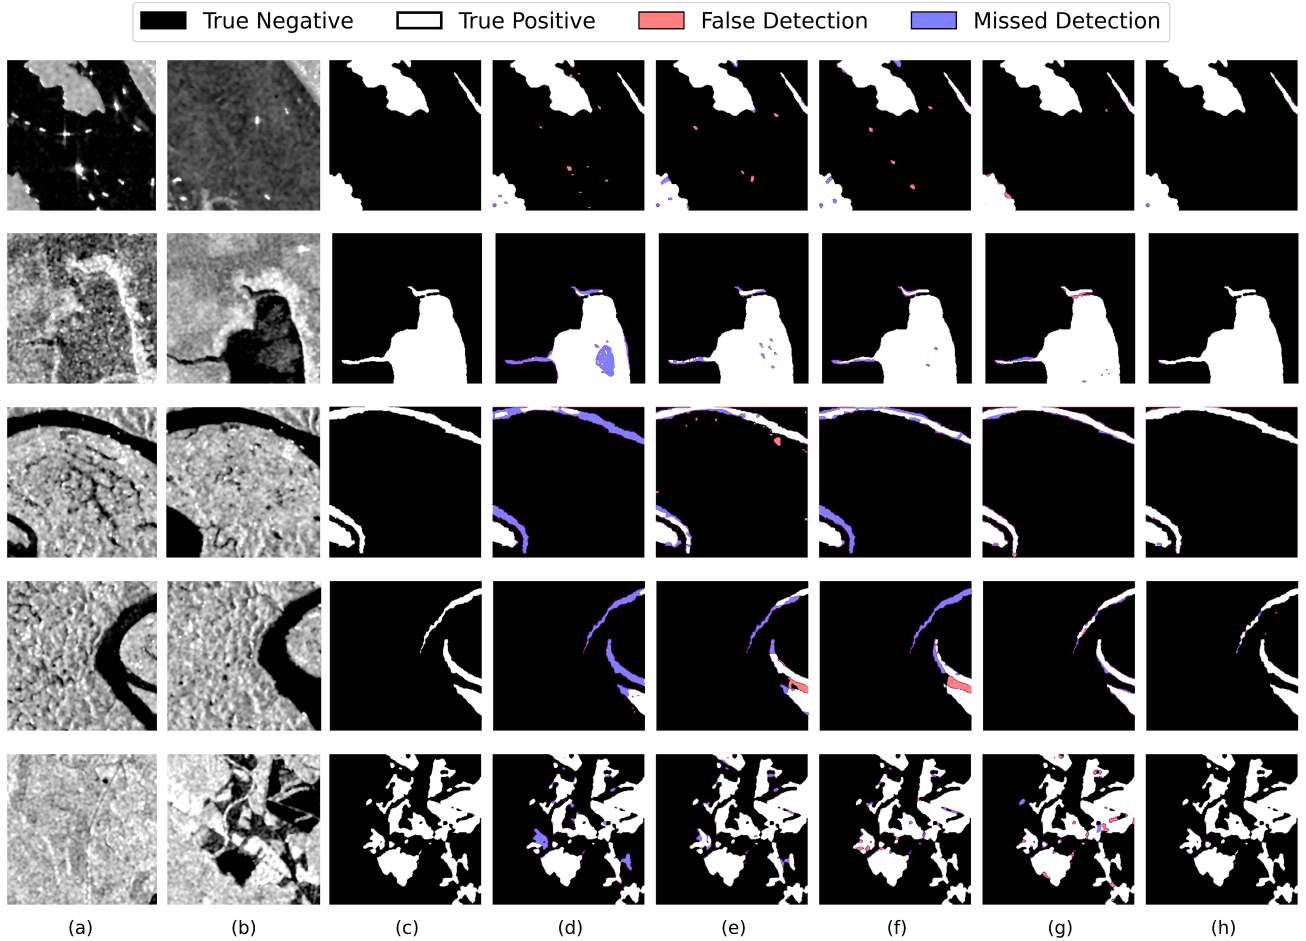 True Negative True Positive False Detection Missed Detection
(a) (b) (c) (d) (e) (f) (g) (h)